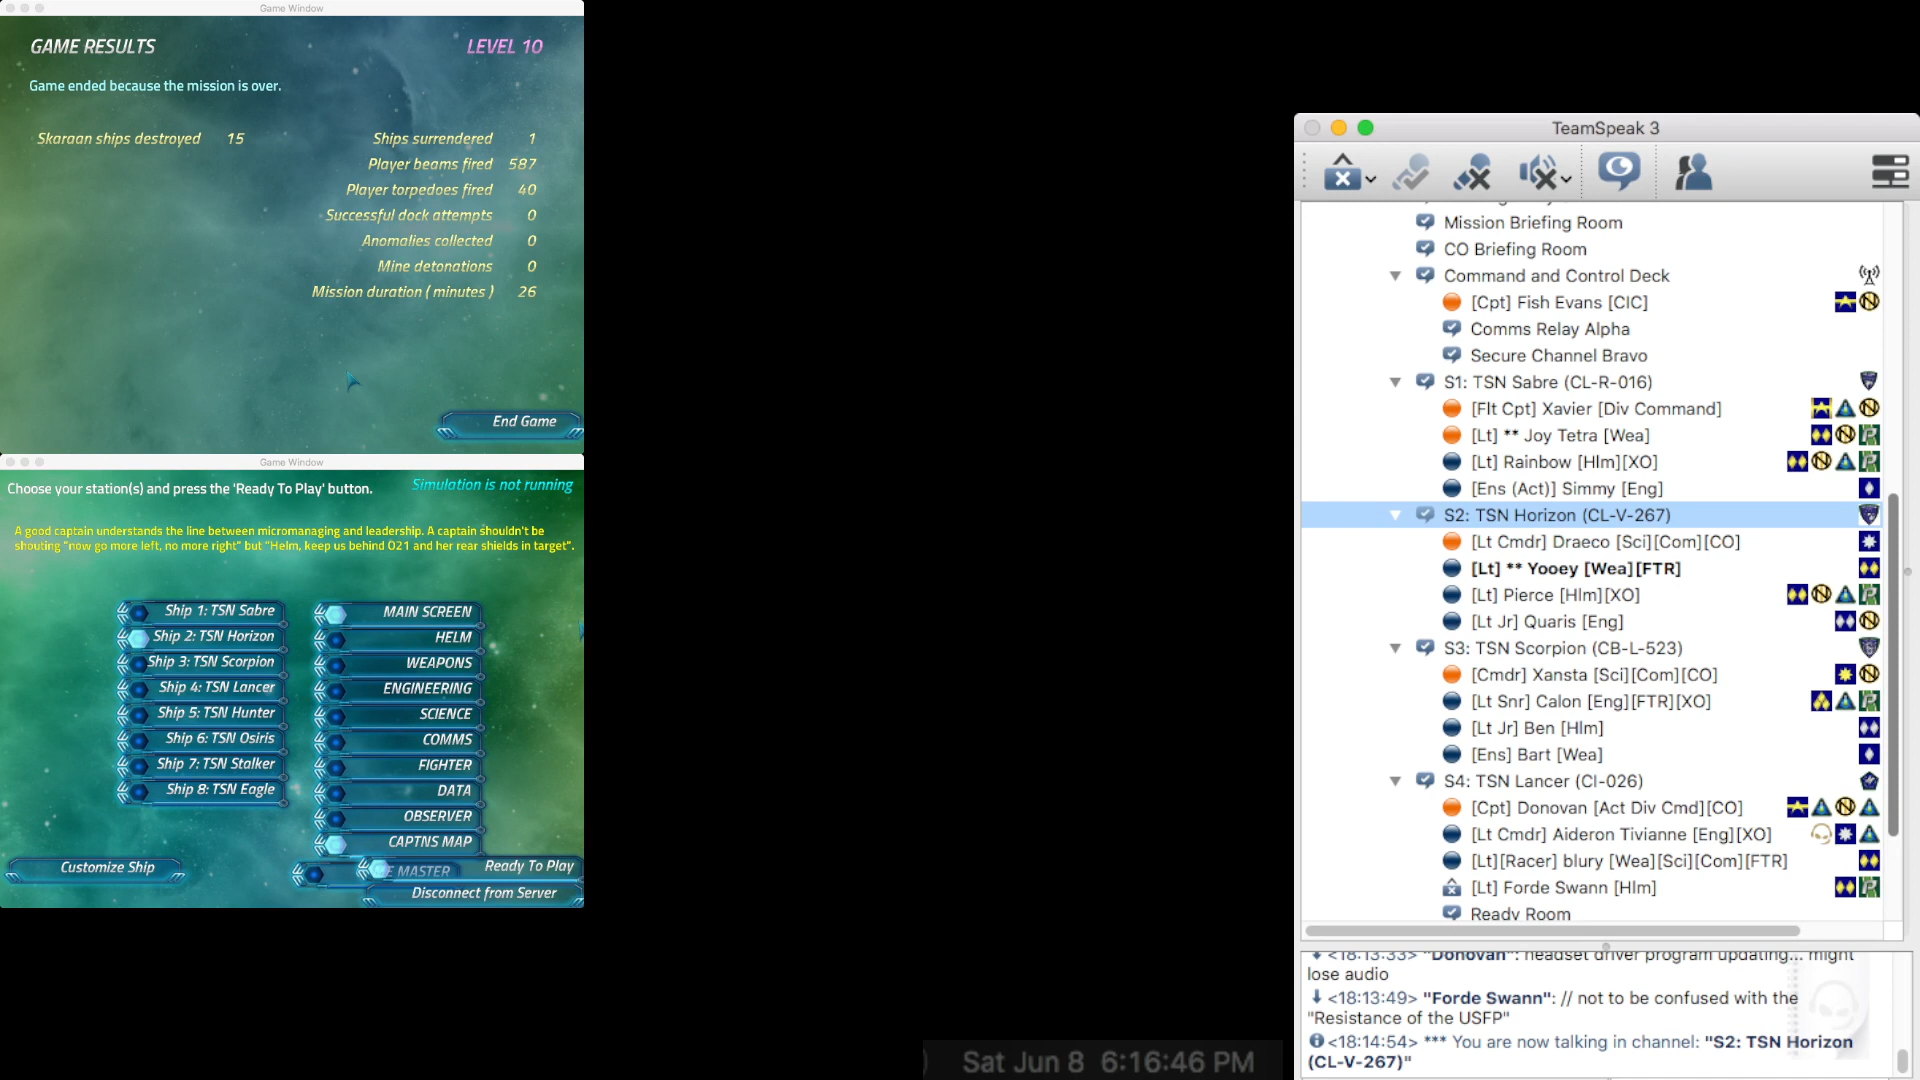 Game Window
GAME RESULTS
LEVEL 10
Game ended because the mission is over.
Skaraan ships destroyed 15
Ships surrendered 1
Player beams fired 587
Player torpedoes fired 40
Successful dock attempts 0
Anomalies collected 0
Mine detonations 0
Mission duration ( minutes ) 26
End Game
Game Window
Choose your station(s) and press the 'Ready To Play' button.
Simulation is not running
A good captain understands the line between micromanaging and leadership. A captain shouldn't be
shouting "now go more left, no more right" but "Helm, keep us behind O21 and her rear shields in target".
Ship 1: TSN Sabre
Ship 2: TSN Horizon
Ship 3: TSN Scorpion
Ship 4: TSN Lancer
Ship 5: TSN Hunter
Ship 6: TSN Osiris
Ship 7: TSN Stalker
Ship 8: TSN Eagle
MAIN SCREEN
HELM
WEAPONS
ENGINEERING
SCIENCE
COMMS
FIGHTER
DATA
OBSERVER
CAPTNS MAP
MASTER
Customize Ship
Ready To Play
Disconnect from Server
TeamSpeak 3
Mission Briefing Room
CO Briefing Room
Command and Control Deck
[Cpt] Fish Evans [CIC]
Comms Relay Alpha
Secure Channel Bravo
S1: TSN Sabre (CL-R-016)
[Flt Cpt] Xavier [Div Command]
[Lt] ** Joy Tetra [Wea]
[Lt] Rainbow [Hlm][XO]
[Ens (Act)] Simmy [Eng]
S2: TSN Horizon (CL-V-267)
[Lt Cmdr] Draeco [Sci][Com][CO]
[Lt] ** Yooey [Wea][FTR]
[Lt] Pierce [Hlm][XO]
[Lt Jr] Quaris [Eng]
S3: TSN Scorpion (CB-L-523)
[Cmdr] Xansta [Sci][Com][CO]
[Lt Snr] Calon [Eng][FTR][XO]
[Lt Jr] Ben [Hlm]
[Ens] Bart [Wea]
S4: TSN Lancer (CI-026)
[Cpt] Donovan [Act Div Cmd][CO]
[Lt Cmdr] Aideron Tivianne [Eng][XO]
[Lt][Racer] blury [Wea][Sci][Com][FTR]
[Lt] Forde Swann [Hlm]
Ready Room
<18:13:33> "Donovan": headset driver program updating... might
lose audio
<18:13:49> "Forde Swann": // not to be confused with the
"Resistance of the USFP"
<18:14:54> *** You are now talking in channel: "S2: TSN Horizon
(CL-V-267)"
Sat Jun 8 6:16:46 PM